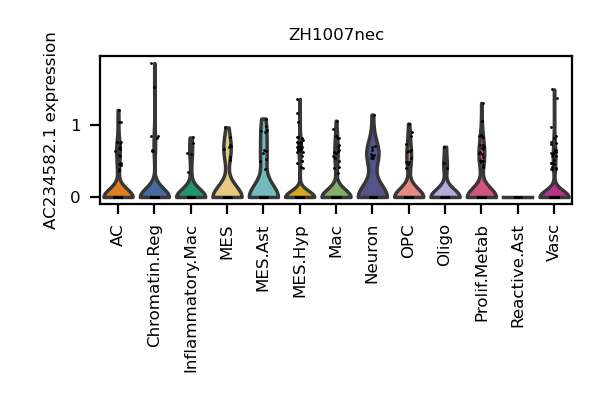 ZH1007nec
AC234582.1 expression
1
0
AC
Chromatin.Reg
Inflammatory.Mac
MES
MES.Ast
MES.Hyp
Mac
Neuron
OPC
Oligo
Prolif.Metab
Reactive.Ast
Vasc